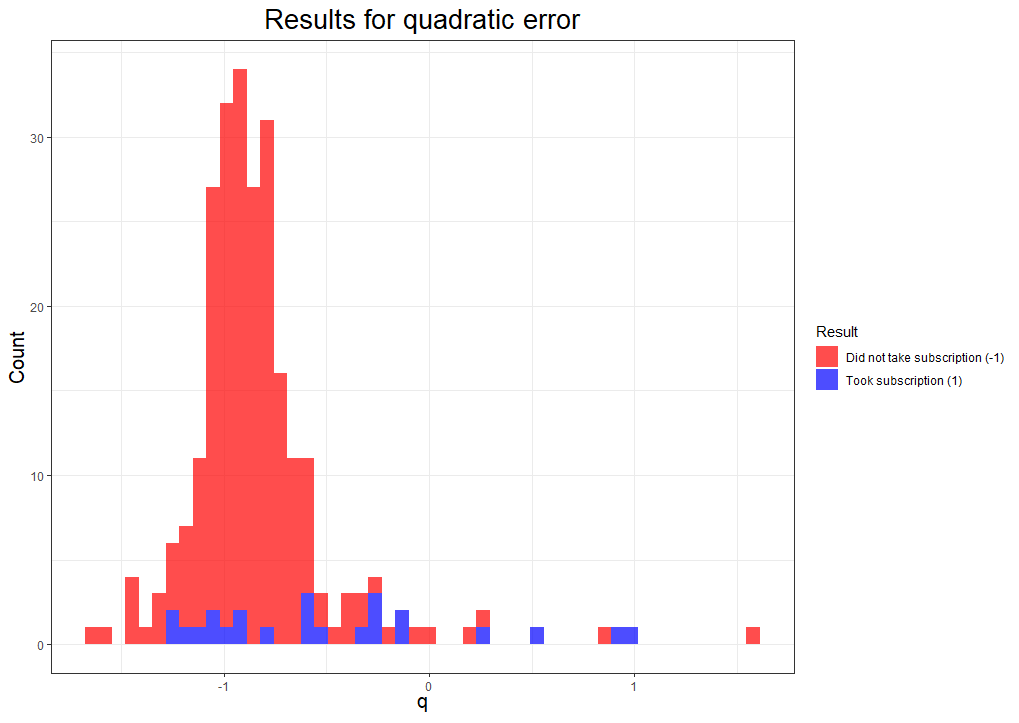 Results for quadratic error
Count
30
20
10
0
-1
0
1
q
Result
Did not take subscription (-1)
Took subscription (1)